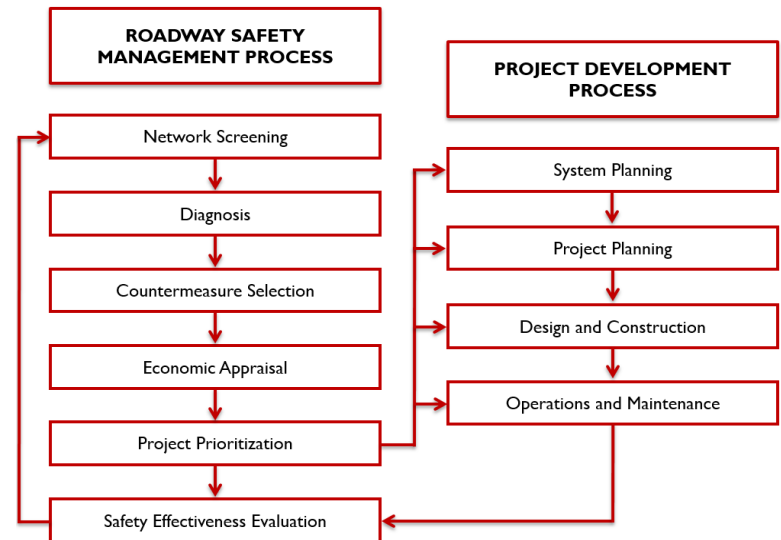 ROADWAY SAFETY
MANAGEMENT PROCESS
Network Screening
Diagnosis
Countermeasure Selection
Economic Appraisal
Project Prioritization
Safety Effectiveness Evaluation
PROJECT DEVELOPMENT
PROCESS
System Planning
Project Planning
Design and Construction
Operations and Maintenance